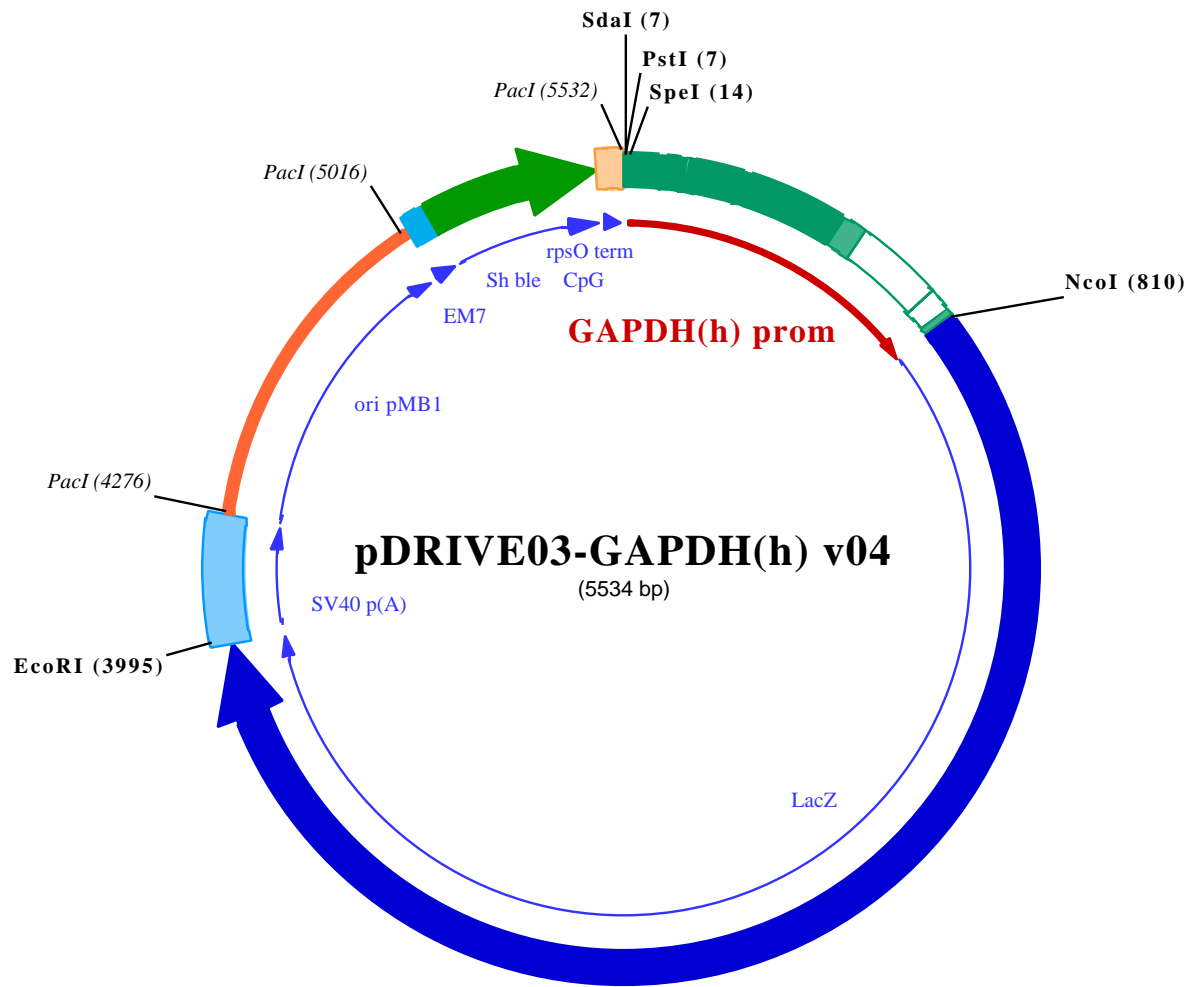 SdaI (7)
PstI (7)
PacI (5532)
SpeI (14)
PacI (5016)
rpsO term
Sh ble CpG
NcoI (810)
EM7
GAPDH(h) prom
ori pMB1
PacI (4276)
pDRIVE03-GAPDH(h) v04
(5534 bp)
SV40 p(A)
EcoRI (3995)
LacZ